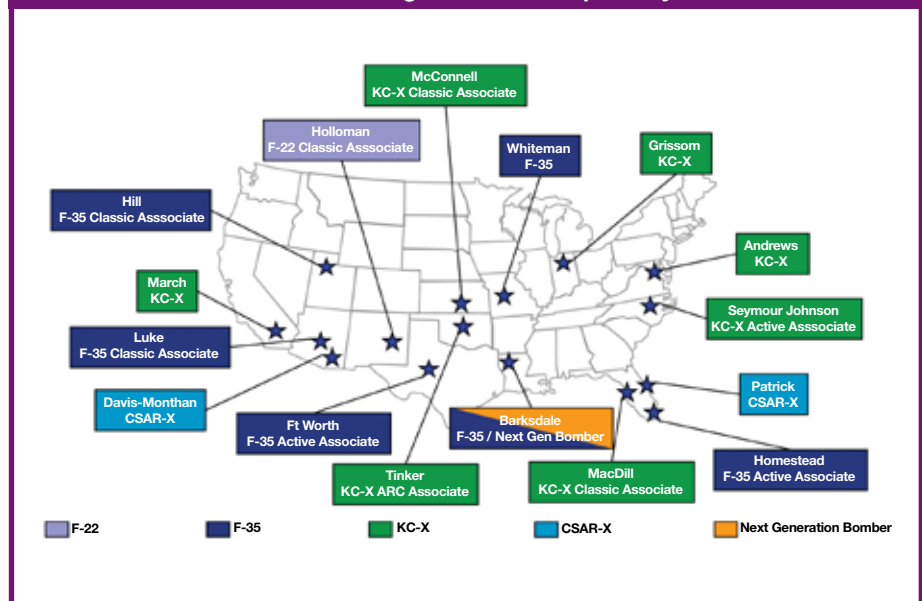 McConnell
KC-X Classic Associate
Holloman
F-22 Classic Asssociate
Whiteman
F-35
Grissom
KC-X
Hill
F-35 Classic Asssociate
Andrews
KC-X
March
KC-X
Seymour Johnson
KC-X Active Asssociate
Luke
F-35 Classic Associate
Davis-Monthan
CSAR-X
Patrick
CSAR-X
Ft Worth
F-35 Active Associate
Barksdale
F-35 / Next Gen Bomber
Homestead
F-35 Active Associate
Tinker
KC-X ARC Associate
MacDill
KC-X Classic Associate
F-22
F-35
KC-X
CSAR-X
Next Generation Bomber